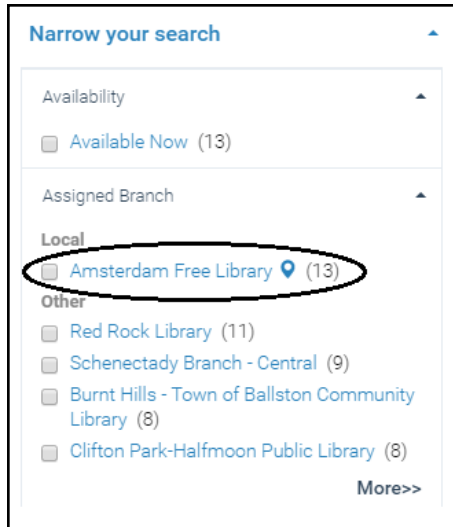 Narrow your search
Availability
Available Now (13)
Assigned Branch
Local
Amsterdam Free Library (13)
Other
Red Rock Library (11)
Schenectady Branch - Central (9)
Burnt Hills - Town of Ballston Community
Library (8)
Clifton Park-Halfmoon Public Library (8)
More>>